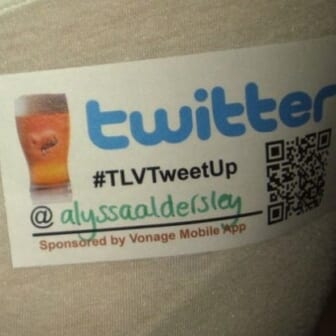 twitter
#TLVTweetUp
@ alyssaaldersley
Sponsored by Vonage Mobile App